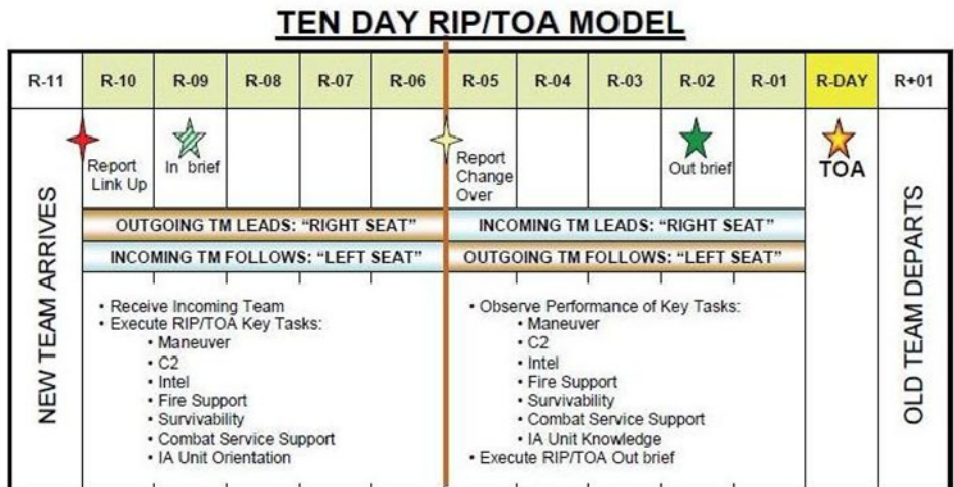 TEN DAY RIP/TOA MODEL
R-11 R-10 R-09 R-08 R-07 R-06 R-05 R-04 R-03 R-02 R-01 R-DAY R+01
Report
Link Up
In brief
Report
Change
Over
Out brief
TOA
NEW TEAM ARRIVES
OUTGOING TM LEADS: “RIGHT SEAT”
INCOMING TM FOLLOWS: “LEFT SEAT”
INCOMING TM LEADS: “RIGHT SEAT”
OUTGOING TM FOLLOWS: “LEFT SEAT”
• Receive Incoming Team
• Execute RIP/TOA Key Tasks:
• Maneuver
• C2
• Intel
• Fire Support
• Survivability
• Combat Service Support
• IA Unit Orientation
• Observe Performance of Key Tasks:
• Maneuver
• C2
• Intel
• Fire Support
• Survivability
• Combat Service Support
• IA Unit Knowledge
• Execute RIP/TOA Out brief
OLD TEAM DEPARTS